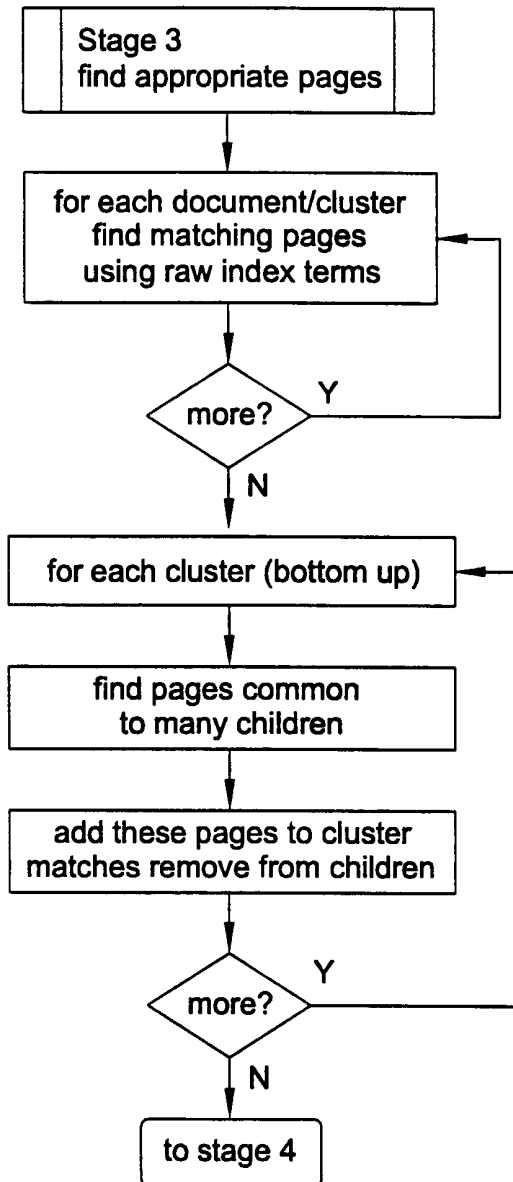 Stage 3
find appropriate pages
for each document/cluster
find matching pages
using raw index terms
more?
Y
N
for each cluster (bottom up)
find pages common
to many children
add these pages to cluster
matches remove from children
more?
Y
N
to stage 4